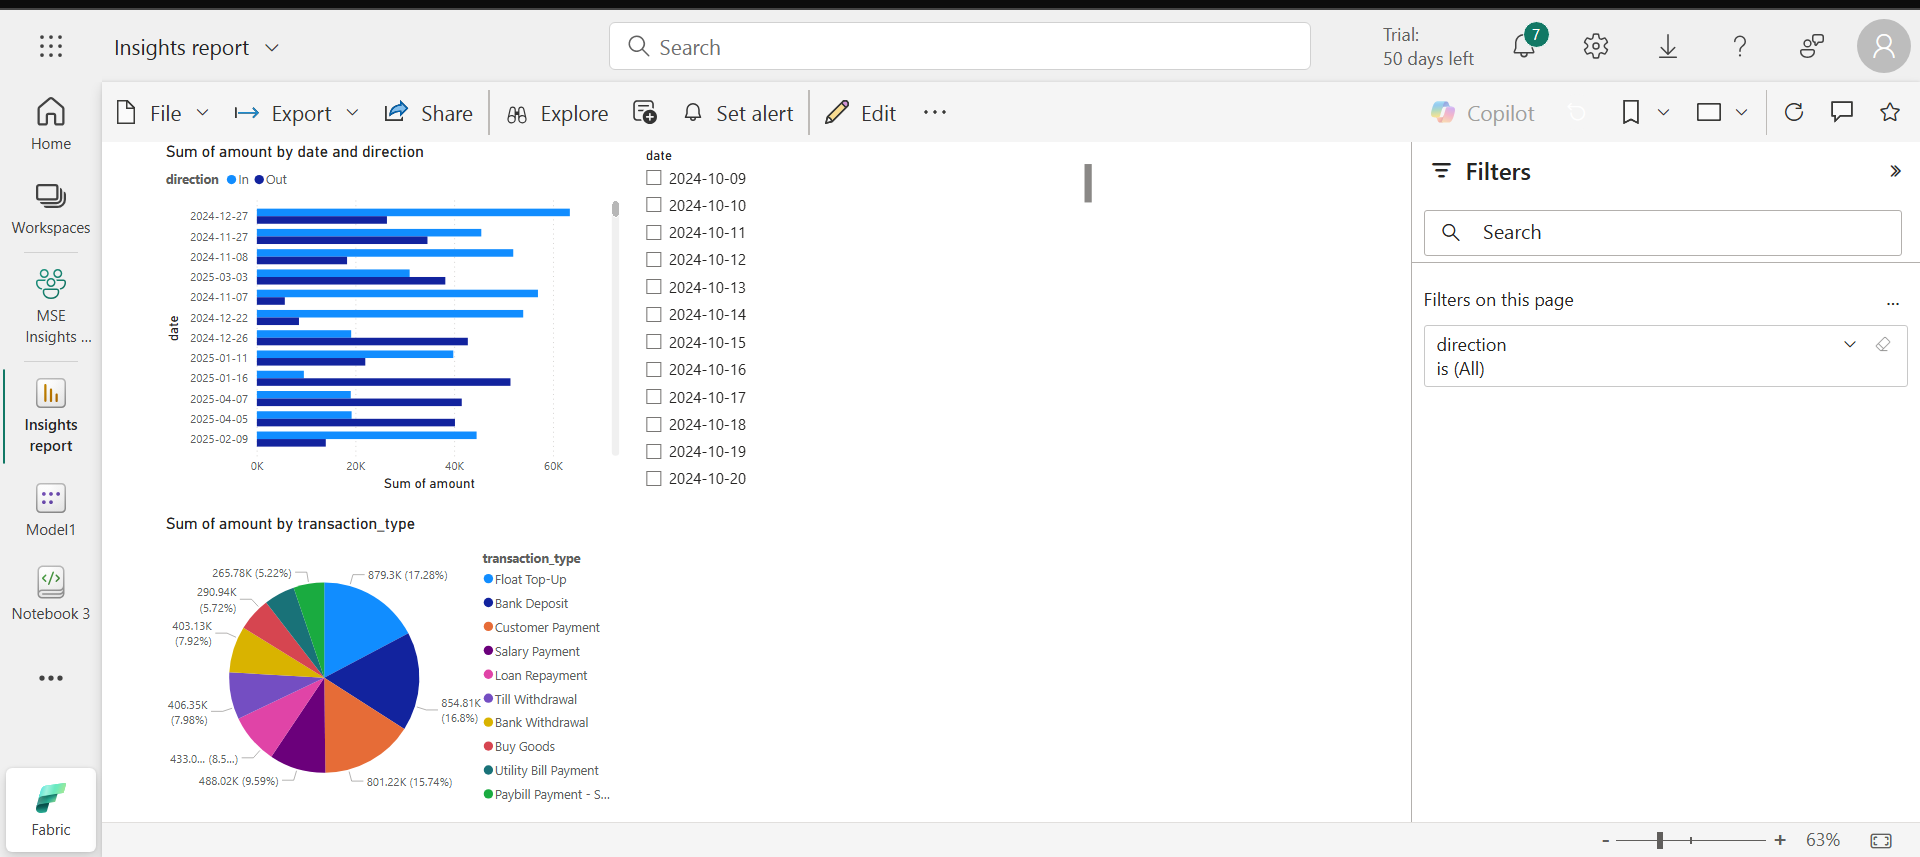 Insights report
Search
Trial:
50 days left
7
File
Export
Share
Explore
Set alert
Edit
Copilot
Home
Workspaces
MSE
Insights ...
Insights
report
Model1
Notebook 3
Fabric
Sum of amount by date and direction
direction In Out
date
2024-12-27
2024-11-27
2024-11-08
2025-03-03
2024-11-07
2024-12-22
2024-12-26
2025-01-11
2025-01-16
2025-04-07
2025-04-05
2025-02-09
0K 20K 40K 60K
Sum of amount
date
2024-10-09
2024-10-10
2024-10-11
2024-10-12
2024-10-13
2024-10-14
2024-10-15
2024-10-16
2024-10-17
2024-10-18
2024-10-19
2024-10-20
Sum of amount by transaction_type
265.78K (5.22%)
879.3K (17.28%)
290.94K
(5.72%)
403.13K
(7.92%)
406.35K
(7.98%)
854.81K
(16.8%)
433.0... (8.5...)
488.02K (9.59%)
801.22K (15.74%)
transaction_type
Float Top-Up
Bank Deposit
Customer Payment
Salary Payment
Loan Repayment
Till Withdrawal
Bank Withdrawal
Buy Goods
Utility Bill Payment
Paybill Payment - S...
Filters
Search
Filters on this page
...
direction
is (All)
- + 63%